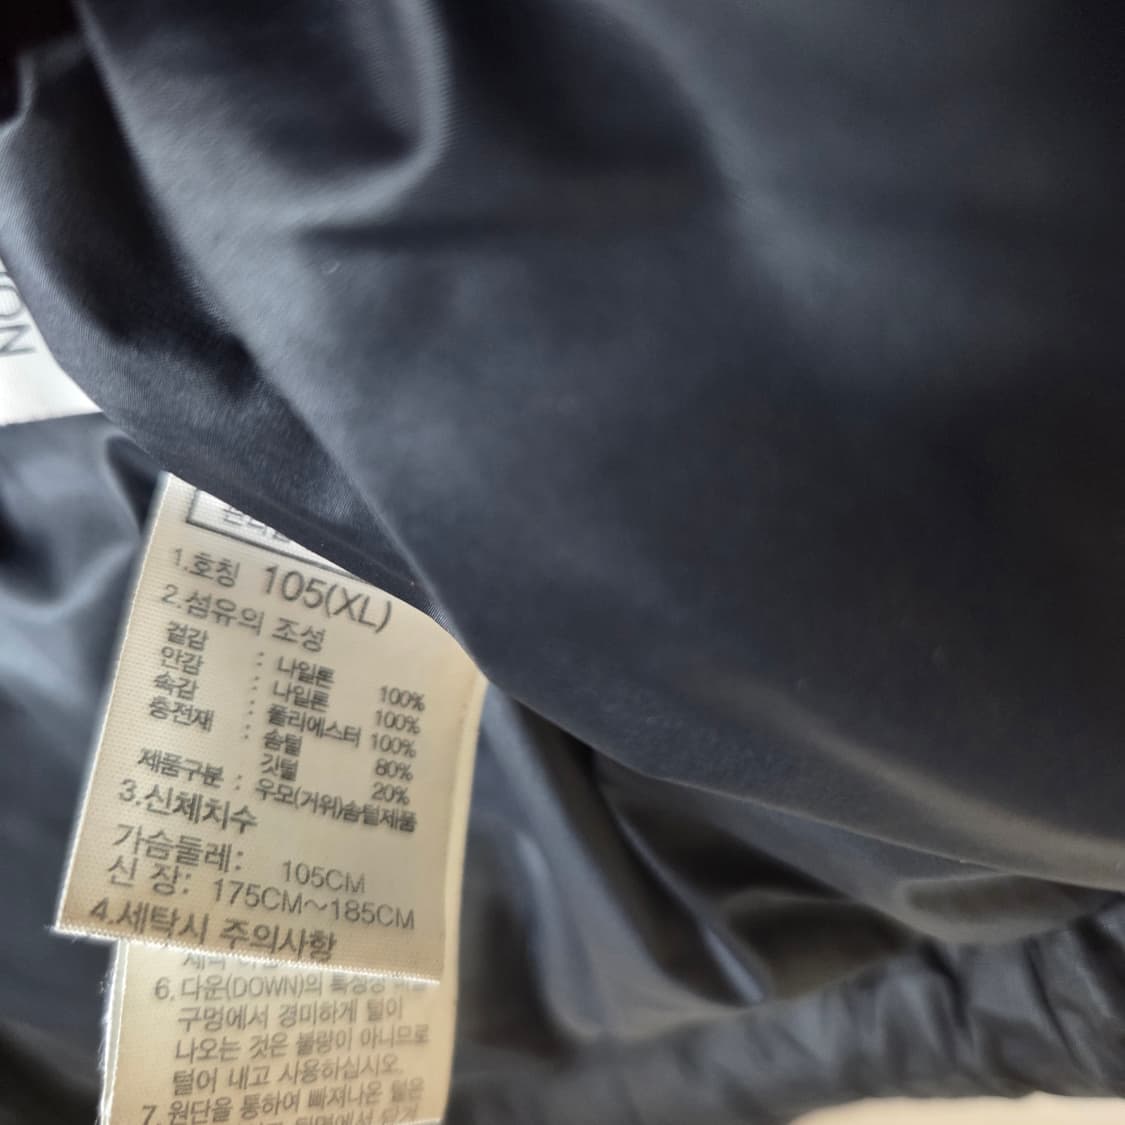 NO
1.호칭 105(XL)
2.섬유의 조성
겉감 : 나일론 100%
안감 : 나일론 100%
속감 : 폴리에스터 100%
충전재 : 솜털 80%
깃털 20%
제품구분 : 우모(거위)솜털제품
3.신체치수
가슴둘레: 105CM
신 장: 175CM~185CM
4.세탁시 주의사항
6.다운(DOWN)의 특성상
구멍에서 경미하게 털이
나오는 것은 불량이 아니므로
털어 내고 사용하십시오.
7.원단을 통하여 빠져나온 털은